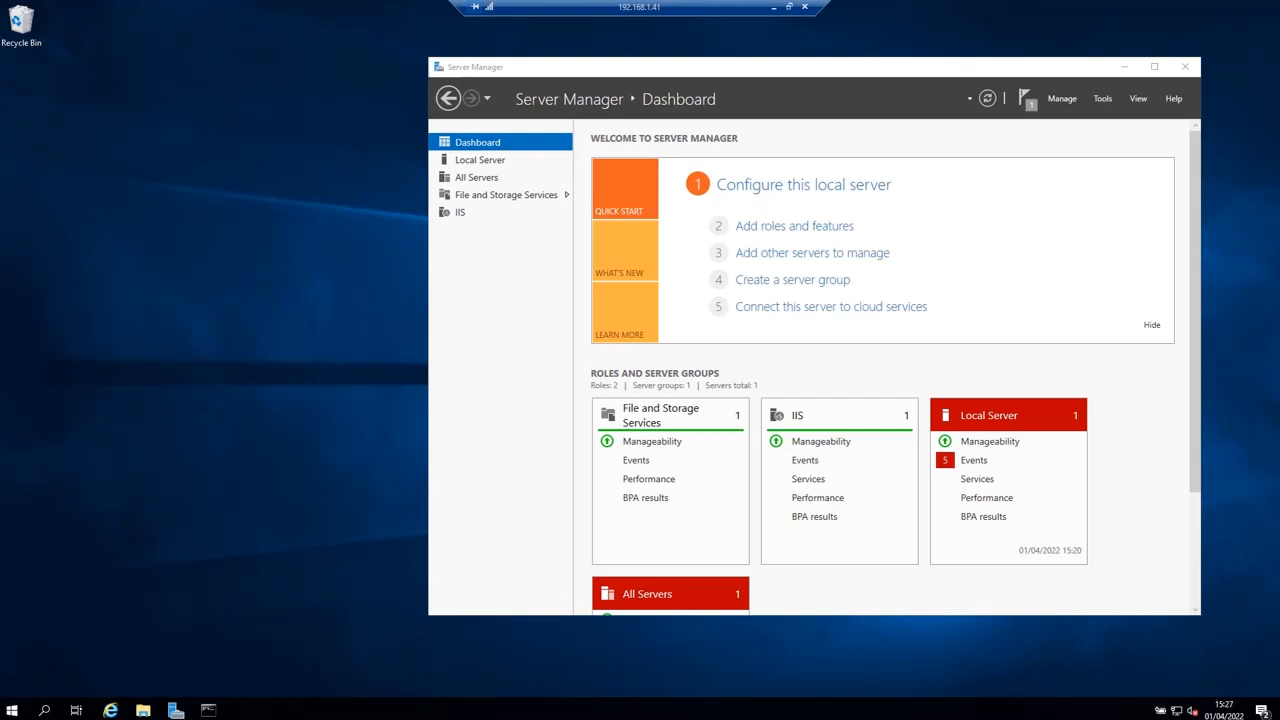 192.168.1.41
Recycle Bin
Server Manager
Server Manager Dashboard
1 Manage Tools View Help
Dashboard
Local Server
All Servers
File and Storage Services
IIS
WELCOME TO SERVER MANAGER
QUICK START
WHAT'S NEW
LEARN MORE
1 Configure this local server
2 Add roles and features
3 Add other servers to manage
4 Create a server group
5 Connect this server to cloud services
Hide
ROLES AND SERVER GROUPS
Roles: 2 | Server groups: 1 | Servers total: 1
File and Storage
Services 1
Manageability
Events
Performance
BPA results
IIS 1
Manageability
Events
Services
Performance
BPA results
Local Server 1
Manageability
5 Events
Services
Performance
BPA results
01/04/2022 15:20
All Servers 1
15:27
01/04/2022
2